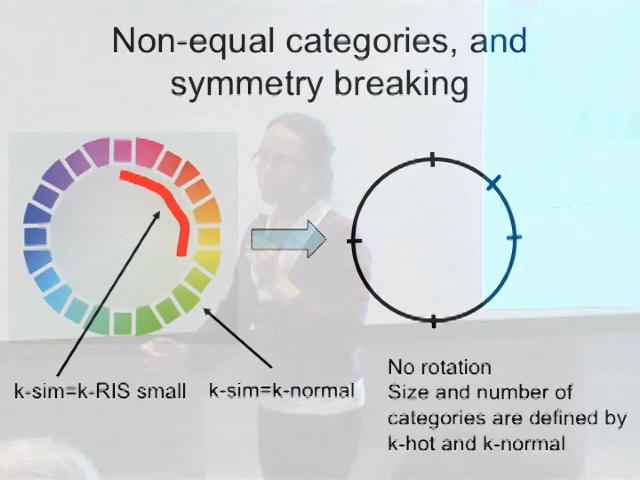 Non-equal categories, and
symmetry breaking
k-sim=k-RIS small
k-sim=k-normal
No rotation
Size and number of
categories are defined by
k-hot and k-normal